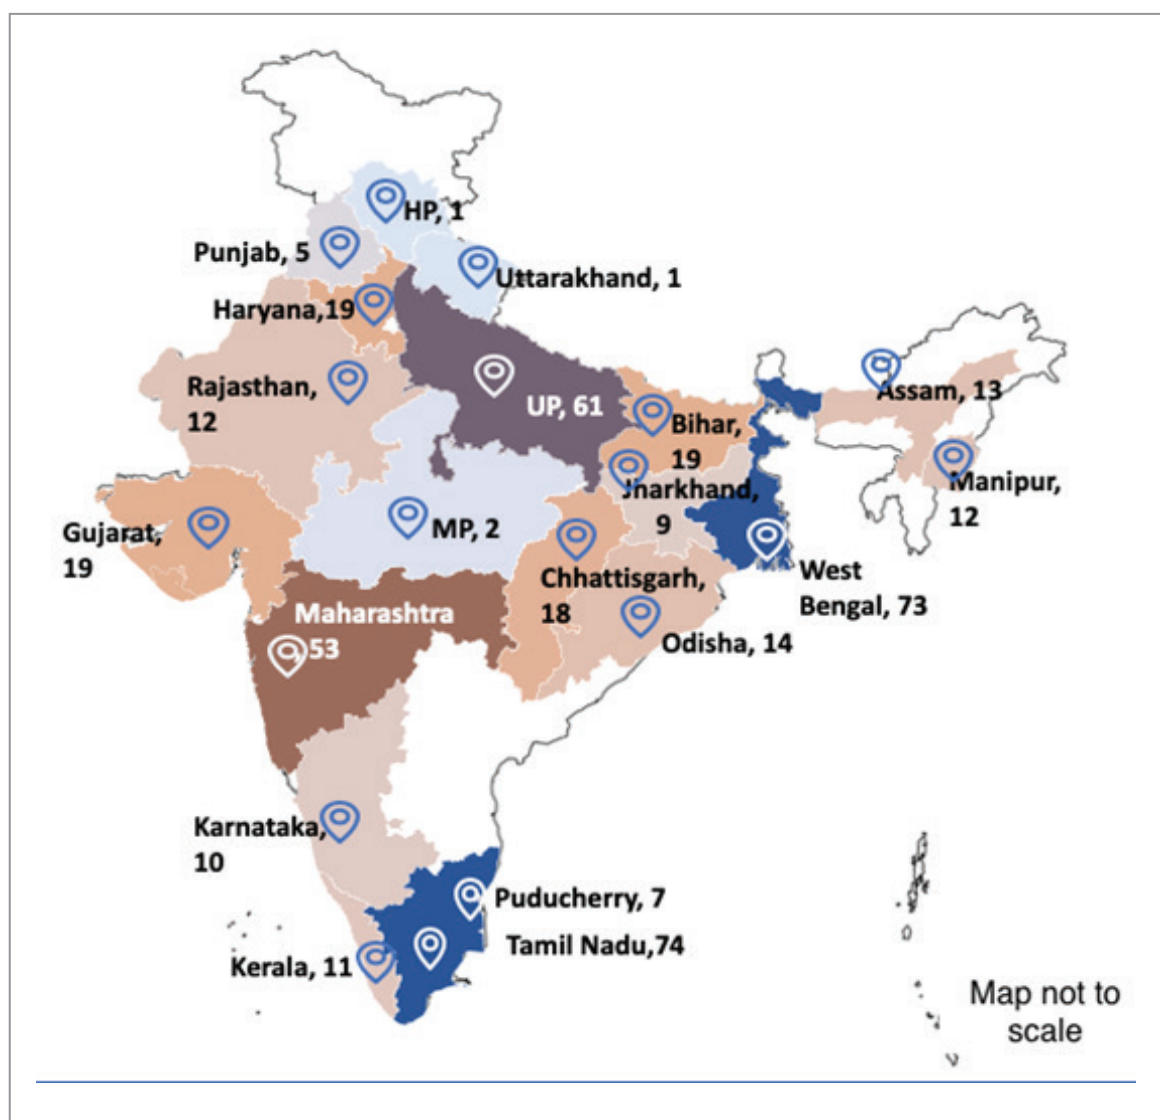 HP, 1
Punjab, 5
Uttarakhand, 1
Haryana,19
Rajasthan,
12
UP, 61
Assam, 13
Bihar,
19
Manipur,
12
Jharkhand,
9
Gujarat,
19
MP, 2
Chhattisgarh,
18
West
Bengal, 73
Maharashtra
, 53
Odisha, 14
Karnataka,
10
Puducherry, 7
Tamil Nadu,74
Kerala, 11
Map not to
scale